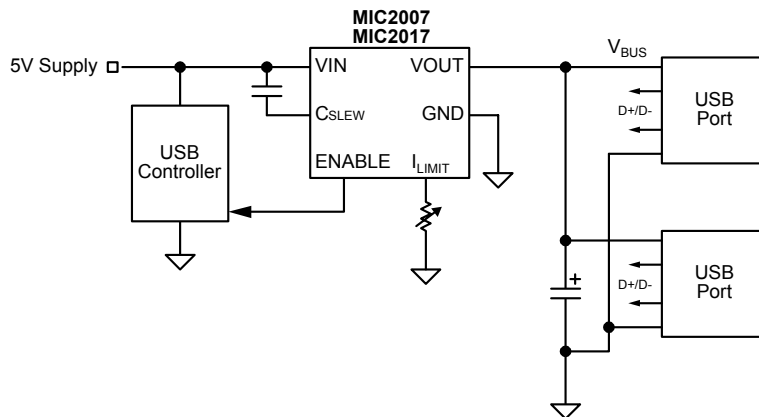 MIC2007
MIC2017
5V Supply
VIN
VOUT
VBUS
CSLEW
GND
ENABLE
ILIMIT
USB
Controller
D+/D-
USB
Port
+
D+/D-
USB
Port